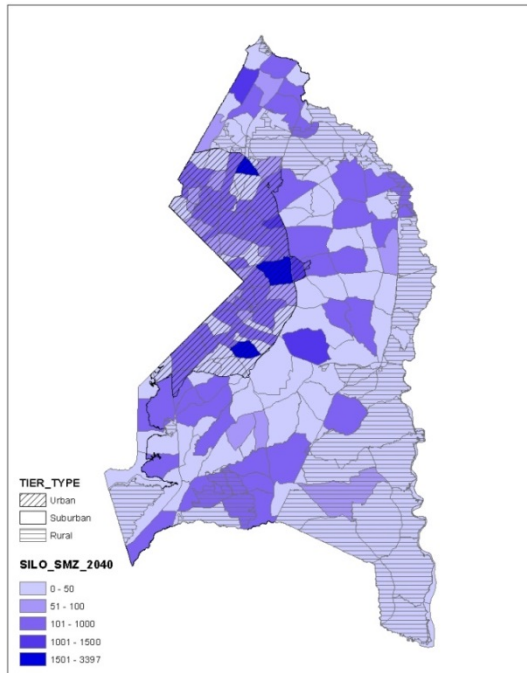 TIER_TYPE
Urban
Suburban
Rural
SILO_SMZ_2040
0 - 50
51 - 100
101 - 1000
1001 - 1500
1501 - 3397